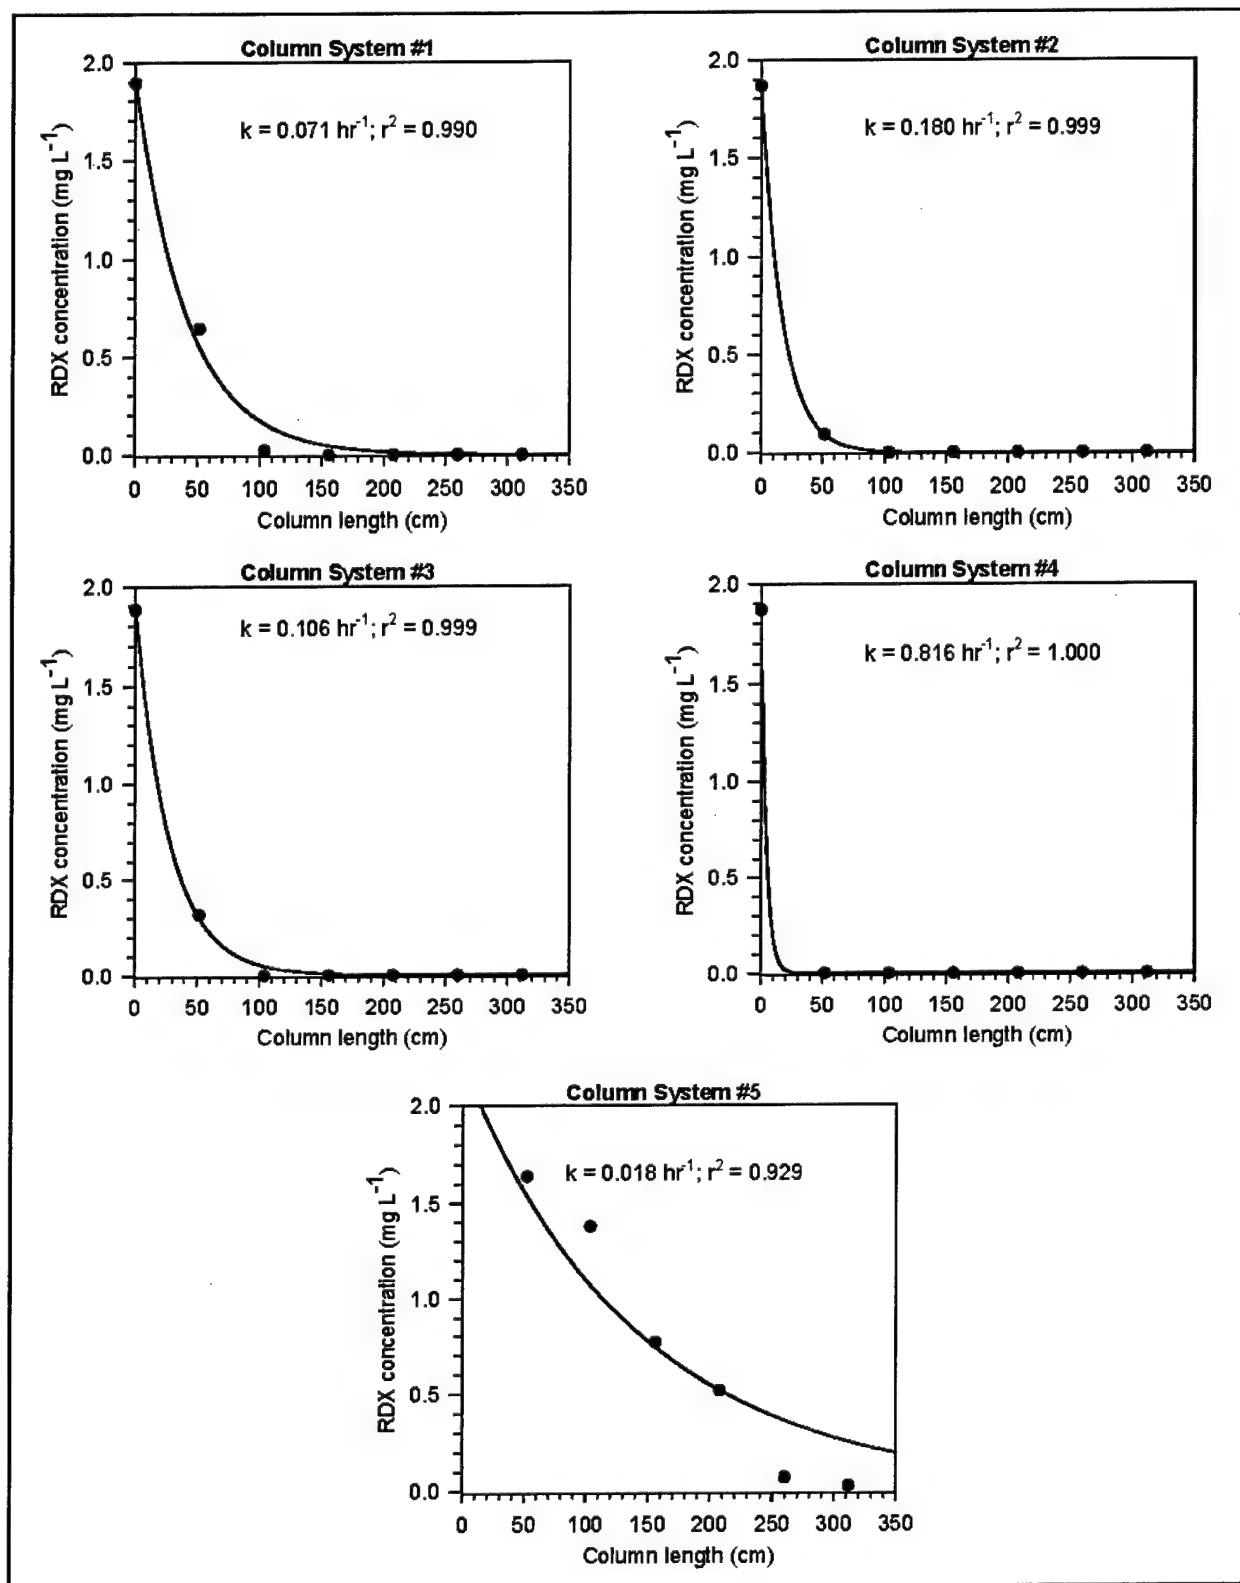 Column System #1
2.0
1.5
1.0
0.5
0.0
RDX concentration (mg L⁻¹)
k = 0.071 hr⁻¹; r² = 0.990
0 50 100 150 200 250 300 350
Column length (cm)
Column System #2
2.0
1.5
1.0
0.5
0.0
RDX concentration (mg L⁻¹)
k = 0.180 hr⁻¹; r² = 0.999
0 50 100 150 200 250 300 350
Column length (cm)
Column System #3
2.0
1.5
1.0
0.5
0.0
RDX concentration (mg L⁻¹)
k = 0.106 hr⁻¹; r² = 0.999
0 50 100 150 200 250 300 350
Column length (cm)
Column System #4
2.0
1.5
1.0
0.5
0.0
RDX concentration (mg L⁻¹)
k = 0.816 hr⁻¹; r² = 1.000
0 50 100 150 200 250 300 350
Column length (cm)
Column System #5
2.0
1.5
1.0
0.5
0.0
RDX concentration (mg L⁻¹)
k = 0.018 hr⁻¹; r² = 0.929
0 50 100 150 200 250 300 350
Column length (cm)